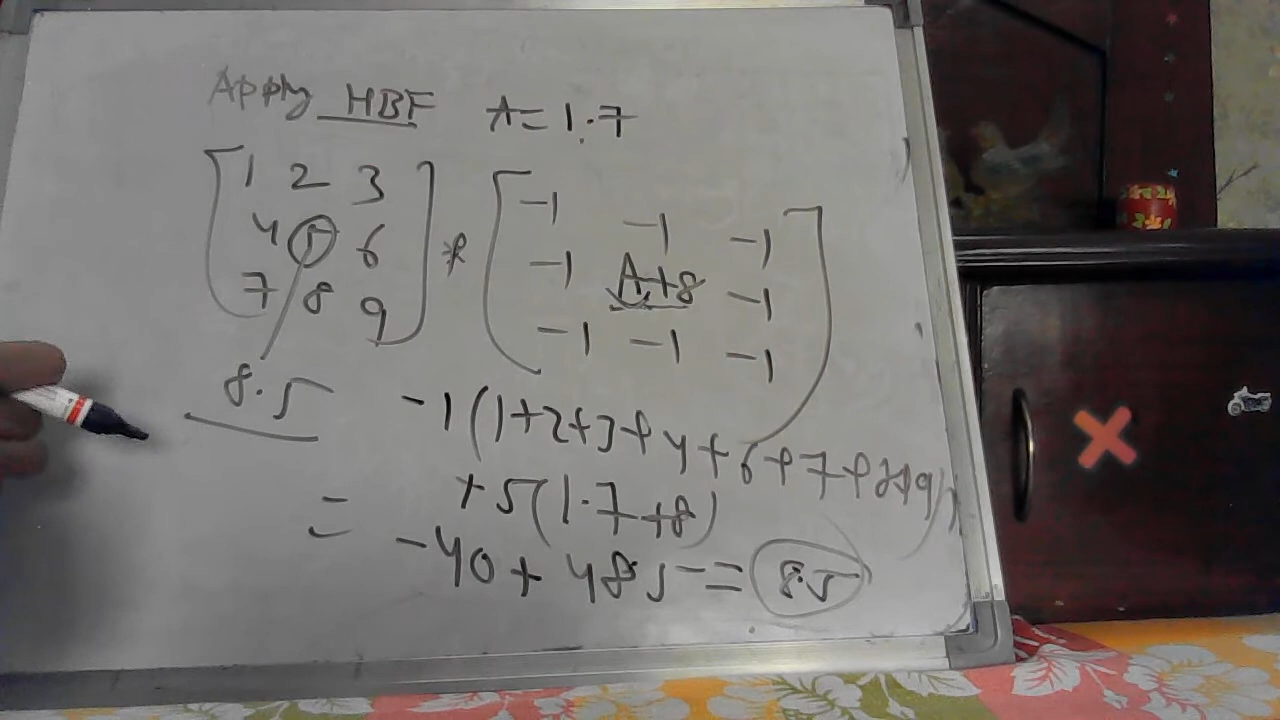 Apply HBF A=1.7
[1 2 3
4 5 6
7 8 9] * [-1 -1 -1
-1 A+8 -1
-1 -1 -1]
8.5
-1(1+2+3+4+6+7+8+9)
+5(1.7+8)
= -40+48.5= 8.5